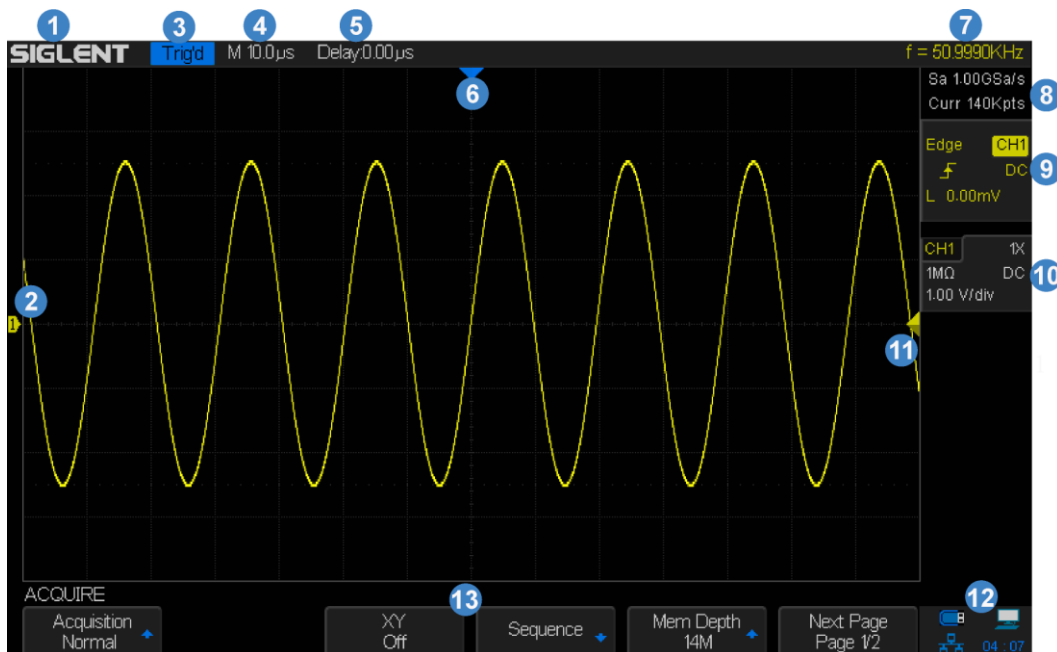 1 3 4 5 7
SIGLENT Trig'd M 10.0µs Delay:0.00µs f = 50.9990KHz
6
Sa 1.00GSa/s
Curr 140Kpts
8
Edge CH1
DC
9
L 0.00mV
CH1 1X
1MΩ DC
10
1.00 V/div
2
1
11
ACQUIRE
13
12
Acquisition
Normal
XY
Off
Sequence
Mem Depth
14M
Next Page
Page 1/2
04 : 07